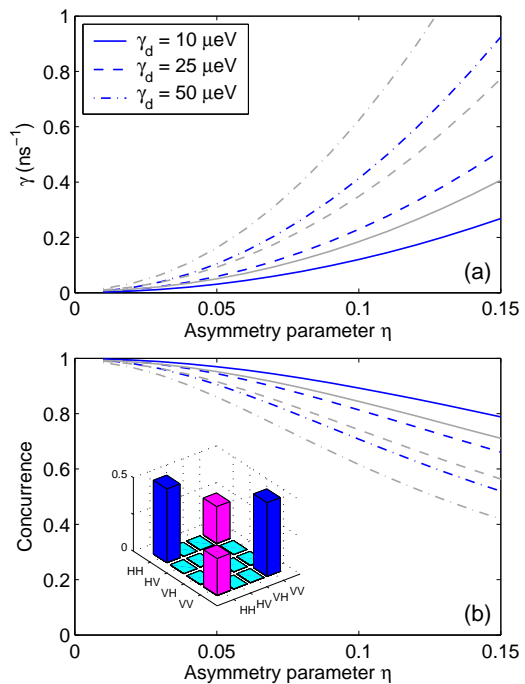 1
0.8
0.6
0.4
0.2
0
γ (ns⁻¹)
γ_d = 10 μeV
γ_d = 25 μeV
γ_d = 50 μeV
(a)
0 0.05 0.1 0.15
Asymmetry parameter η
1
0.8
0.6
0.4
0.2
0
Concurrence
0.5
0
HH
HV
VH
VV
HH
HV
VH
VV
(b)
0 0.05 0.1 0.15
Asymmetry parameter η